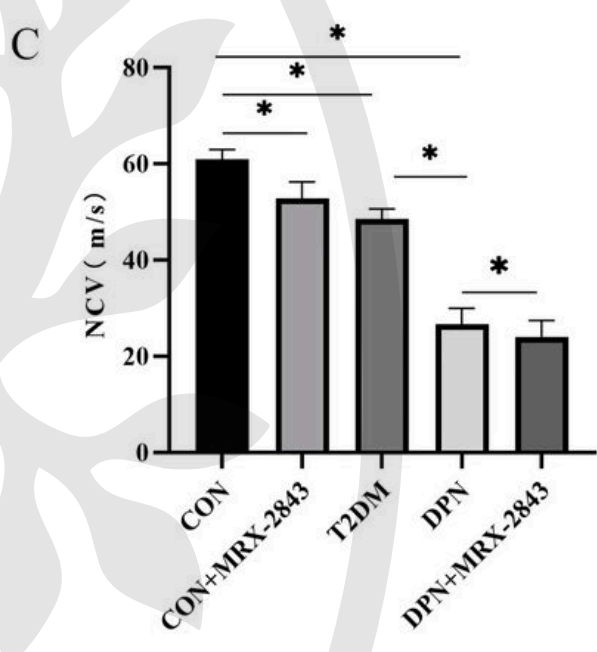 C
NCV ( m/s)
80
60
40
20
0
*
*
*
*
*
CON
CON+MRX-2843
T2DM
DPN
DPN+MRX-2843